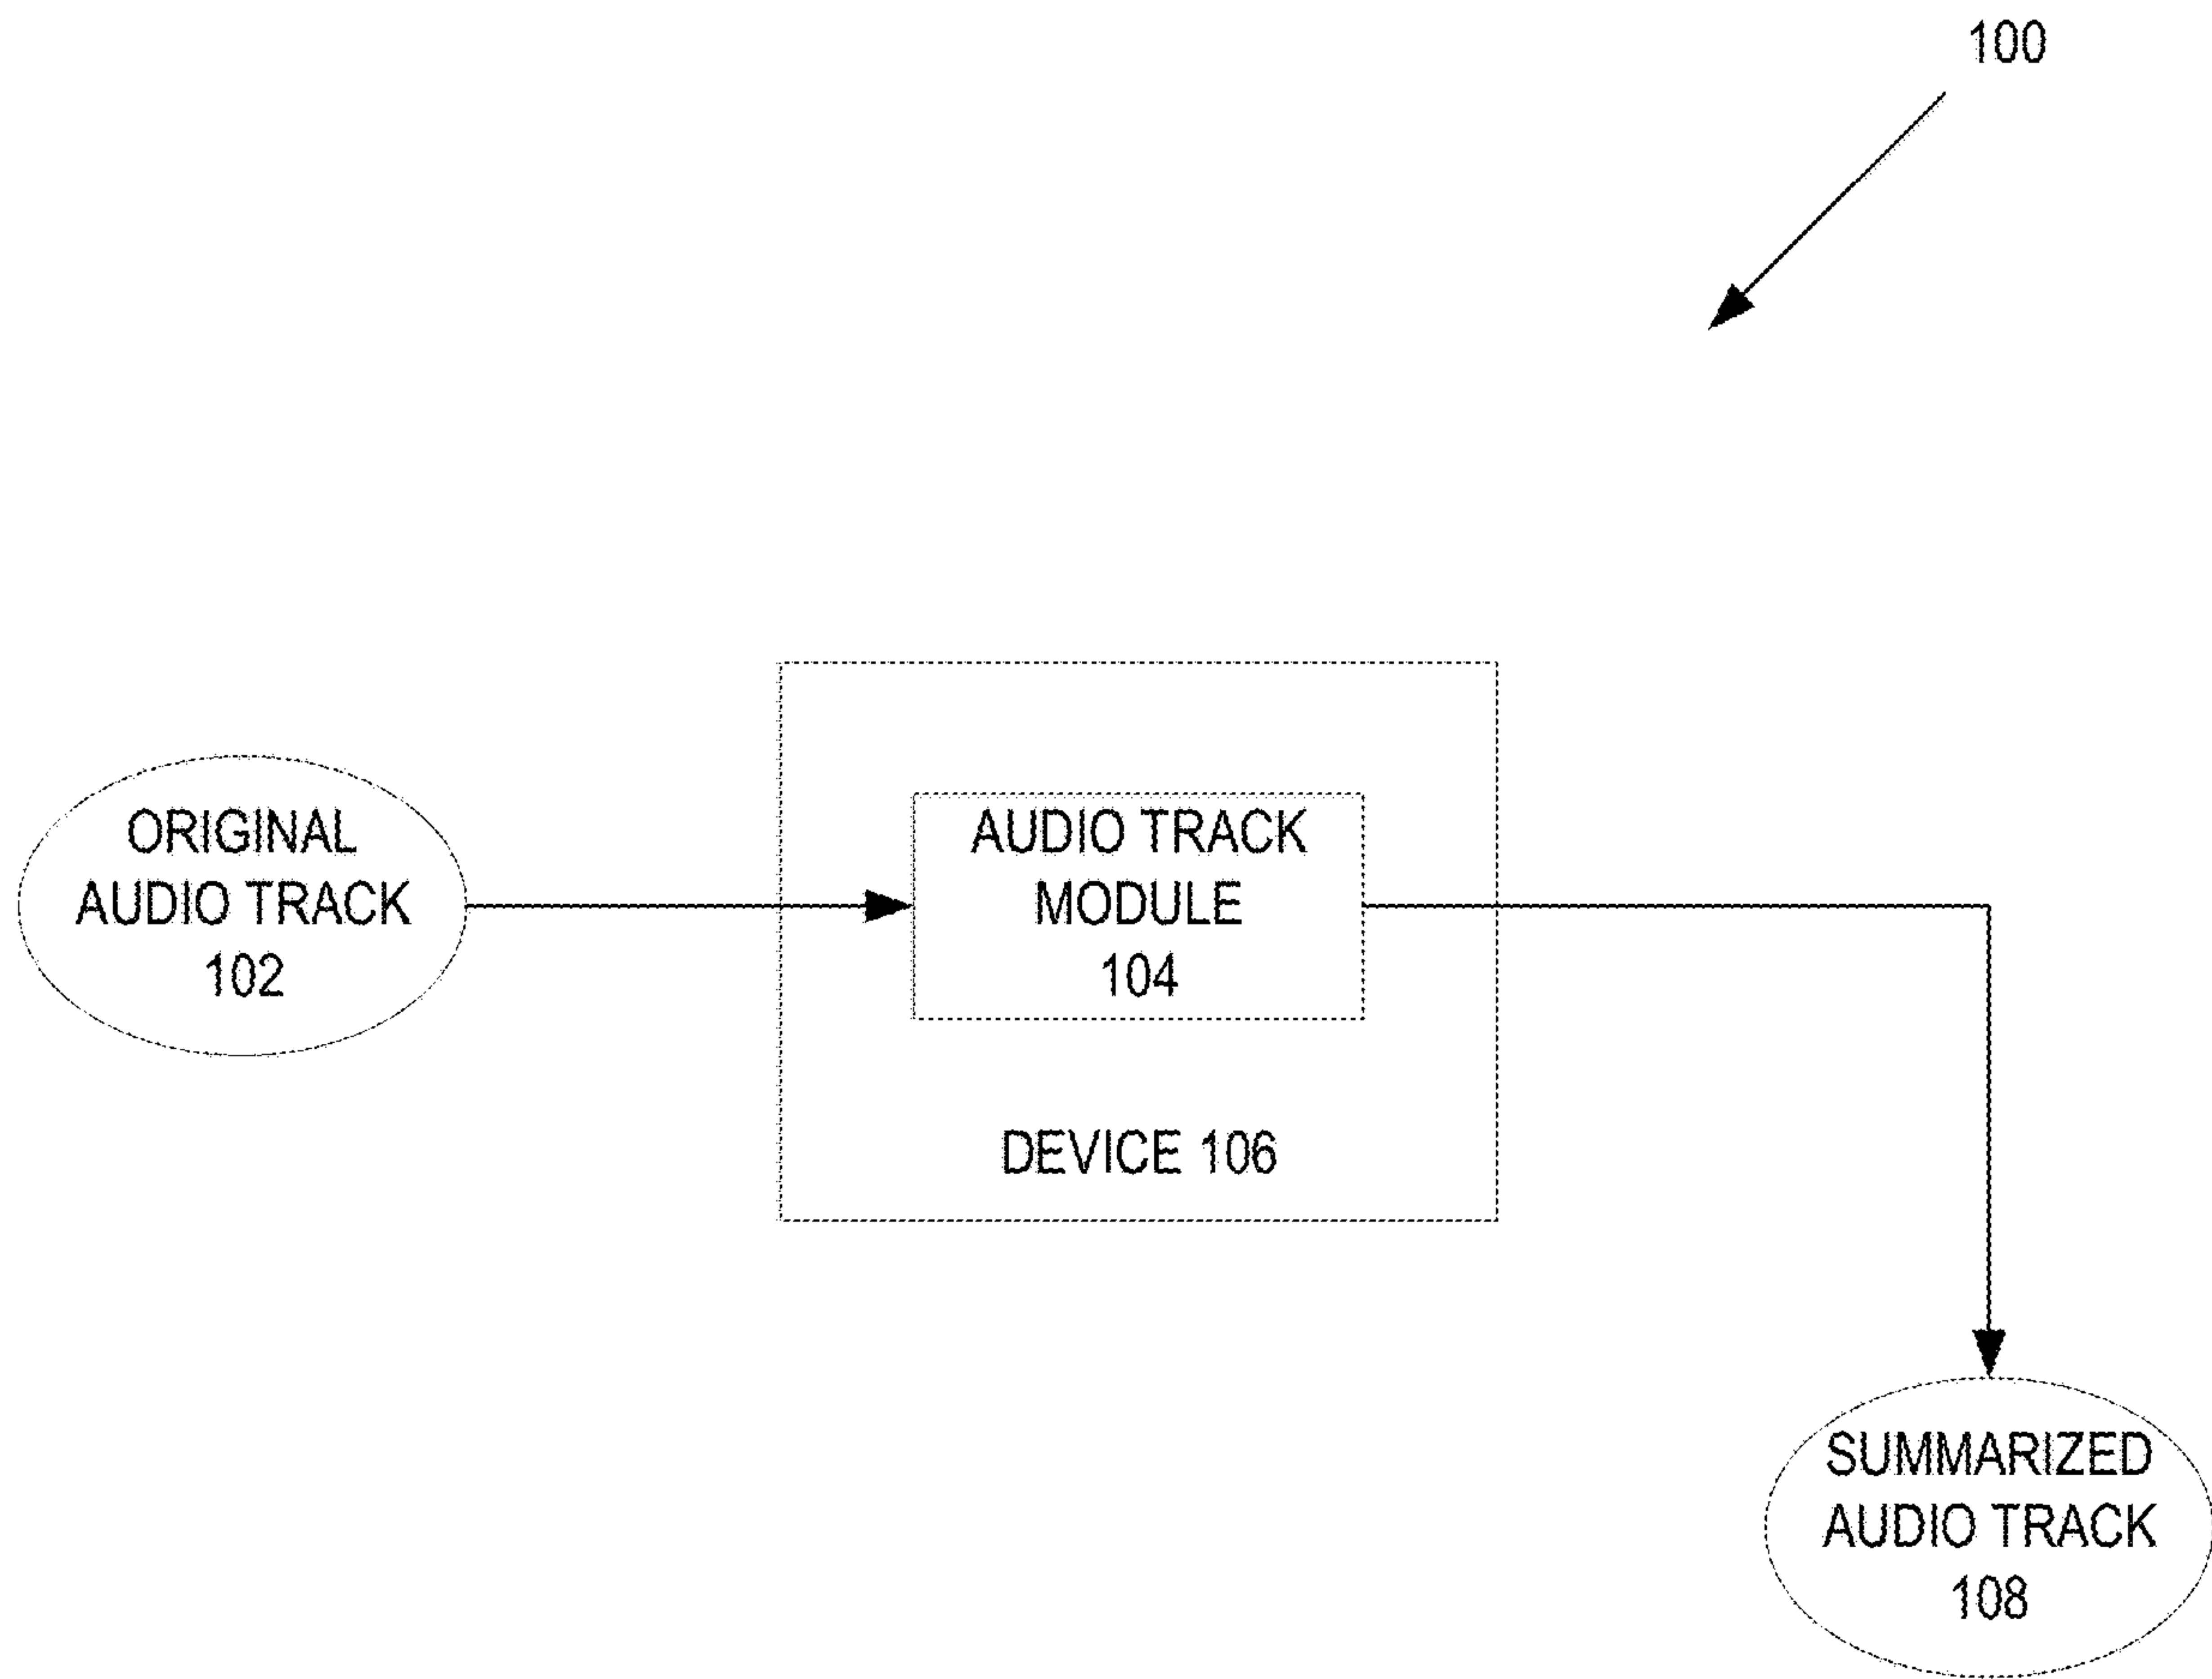 100
ORIGINAL
AUDIO TRACK
102
AUDIO TRACK
MODULE
104
DEVICE 106
SUMMARIZED
AUDIO TRACK
108